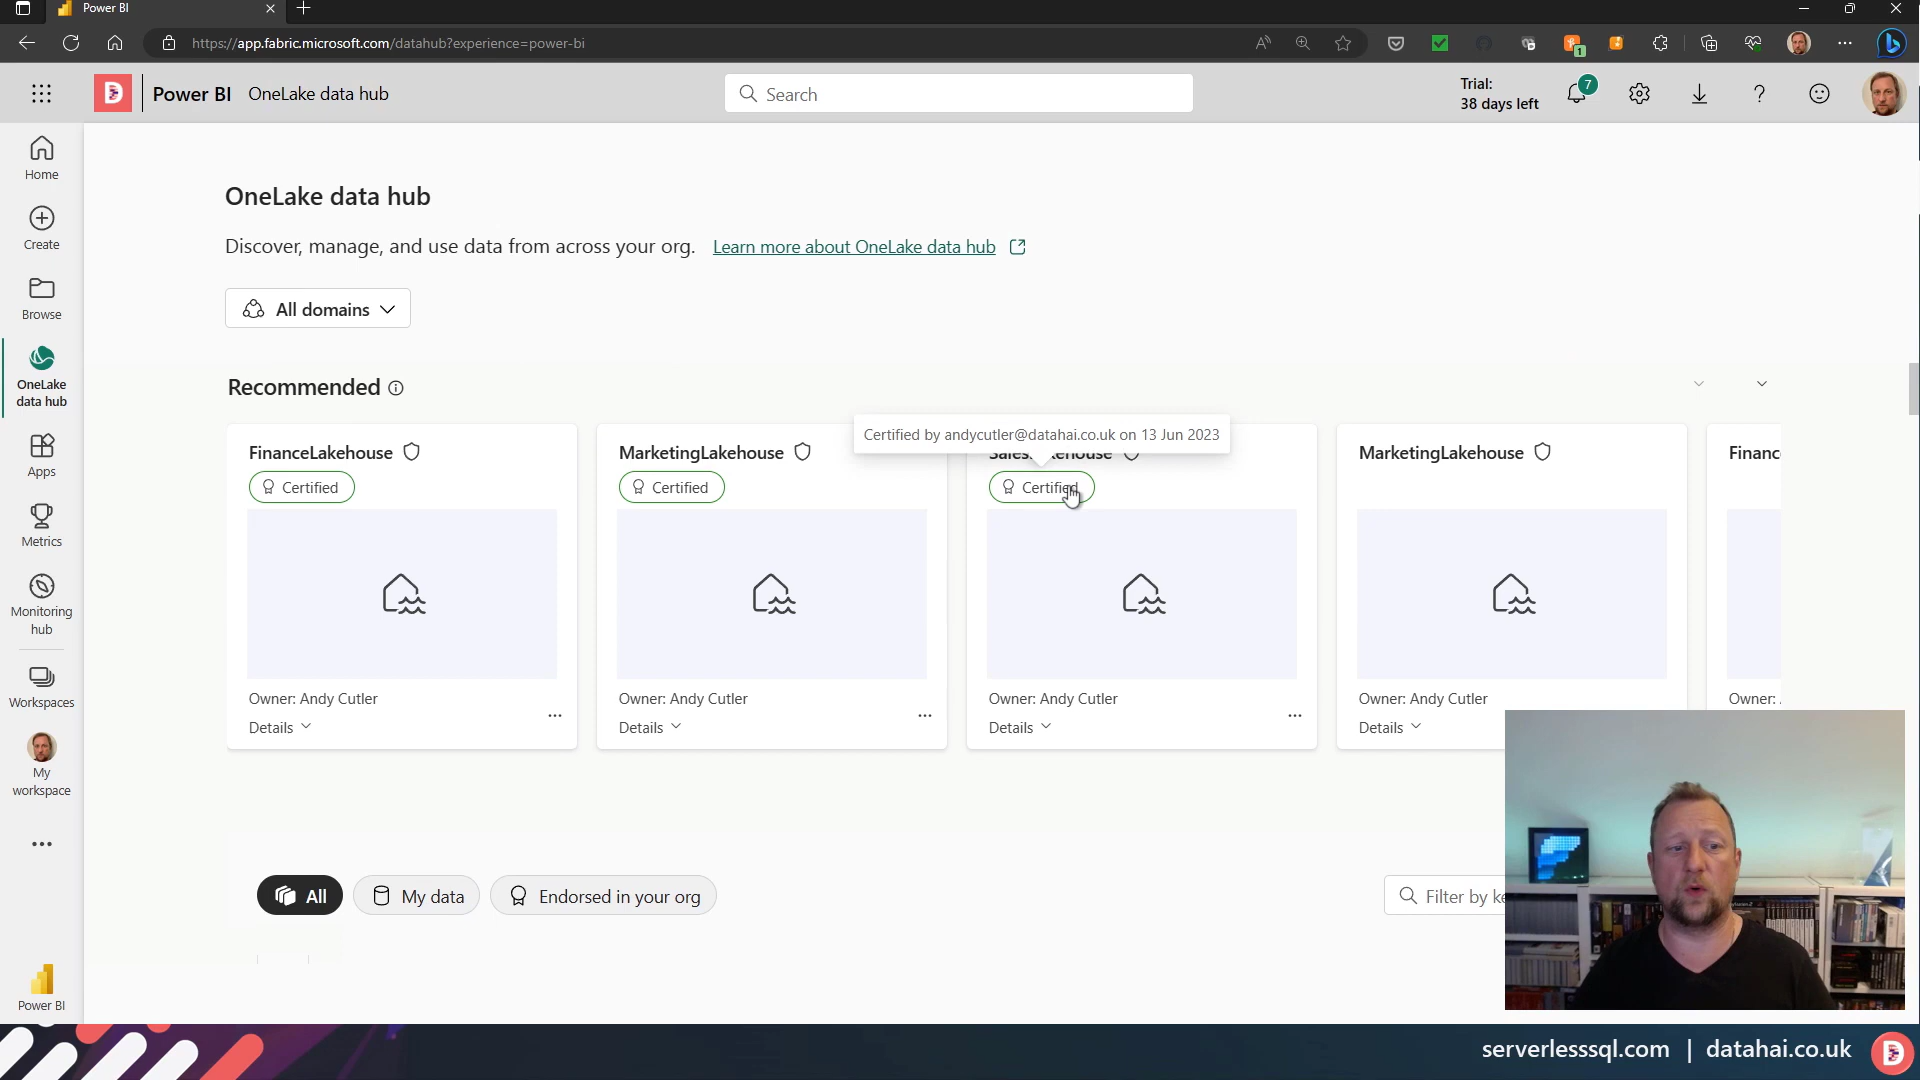 Power BI
https://app.fabric.microsoft.com/datahub?experience=power-bi
1
D
Power BI
OneLake data hub
Search
Trial:
38 days left
7
Home
Create
Browse
OneLake
data hub
Apps
Metrics
Monitoring
hub
Workspaces
My
workspace
Power BI
OneLake data hub
Discover, manage, and use data from across your org.
Learn more about OneLake data hub
All domains
Recommended
Certified by andycutler@datahai.co.uk on 13 Jun 2023
FinanceLakehouse
Certified
Owner: Andy Cutler
Details
MarketingLakehouse
Certified
Owner: Andy Cutler
Details
SalesLakehouse
Certified
Owner: Andy Cutler
Details
MarketingLakehouse
Owner: Andy Cutler
Details
Financ
Owner:
All
My data
Endorsed in your org
Filter by ke
serverlesssql.com | datahai.co.uk
D